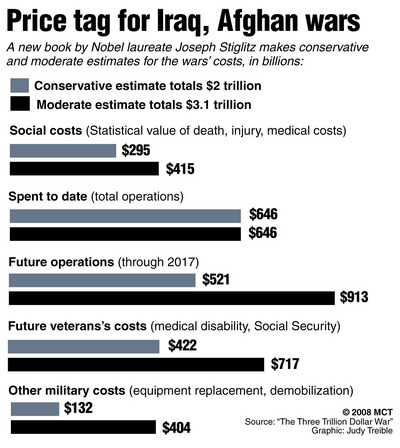 Price tag for Iraq, Afghan wars
A new book by Nobel laureate Joseph Stiglitz makes conservative
and moderate estimates for the wars' costs, in billions:
Conservative estimate totals $2 trillion
Moderate estimate totals $3.1 trillion
Social costs (Statistical value of death, injury, medical costs)
$295
$415
Spent to date (total operations)
$646
$646
Future operations (through 2017)
$521
$913
Future veterans's costs (medical disability, Social Security)
$422
$717
Other military costs (equipment replacement, demobilization)
$132
$404
© 2008 MCT
Source: "The Three Trillion Dollar War"
Graphic: Judy Treible